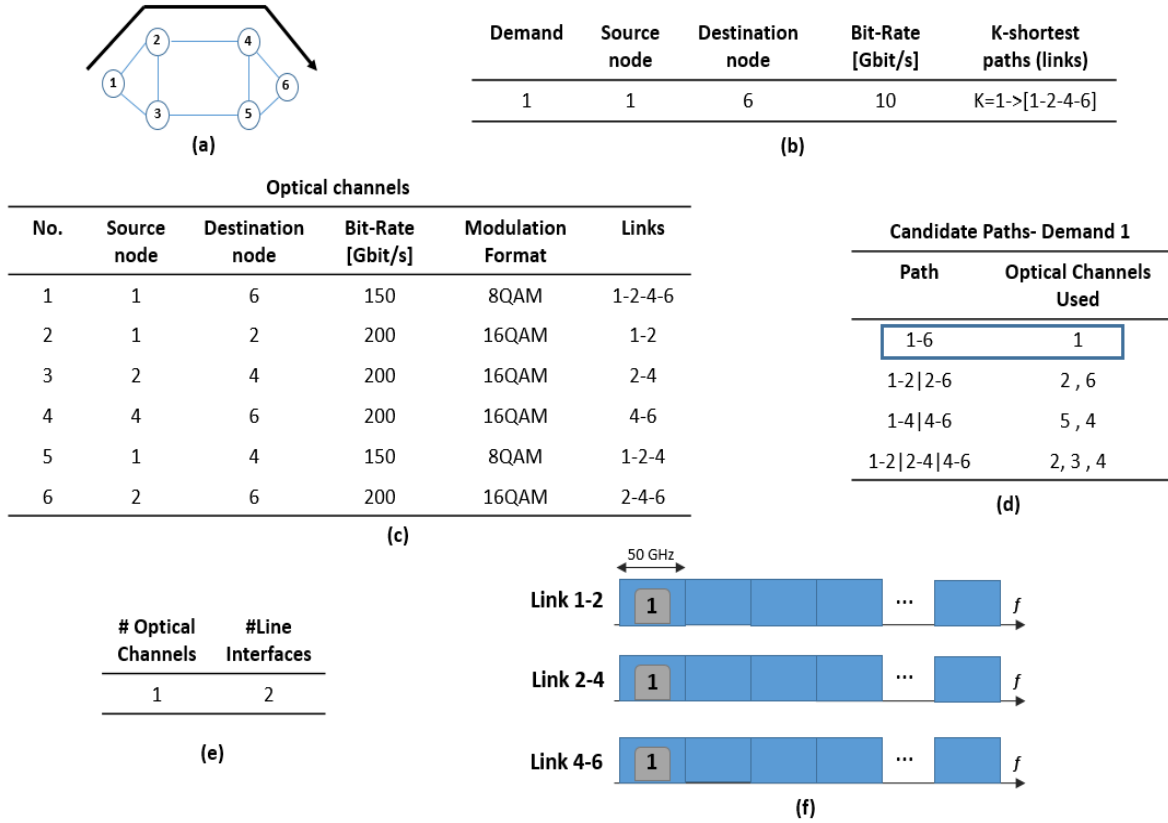 2
4
1
6
3
5
(a)
Demand Source node Destination node Bit-Rate [Gbit/s] K-shortest paths (links)
1 1 6 10 K=1->[1-2-4-6]
(b)
Optical channels
No. Source node Destination node Bit-Rate [Gbit/s] Modulation Format Links
1 1 6 150 8QAM 1-2-4-6
2 1 2 200 16QAM 1-2
3 2 4 200 16QAM 2-4
4 4 6 200 16QAM 4-6
5 1 4 150 8QAM 1-2-4
6 2 6 200 16QAM 2-4-6
(c)
Candidate Paths- Demand 1
Path Optical Channels Used
1-6 1
1-2|2-6 2 , 6
1-4|4-6 5 , 4
1-2|2-4|4-6 2, 3 , 4
(d)
# Optical Channels #Line Interfaces
1 2
(e)
50 GHz
Link 1-2 1 ... f
Link 2-4 1 ... f
Link 4-6 1 ... f
(f)